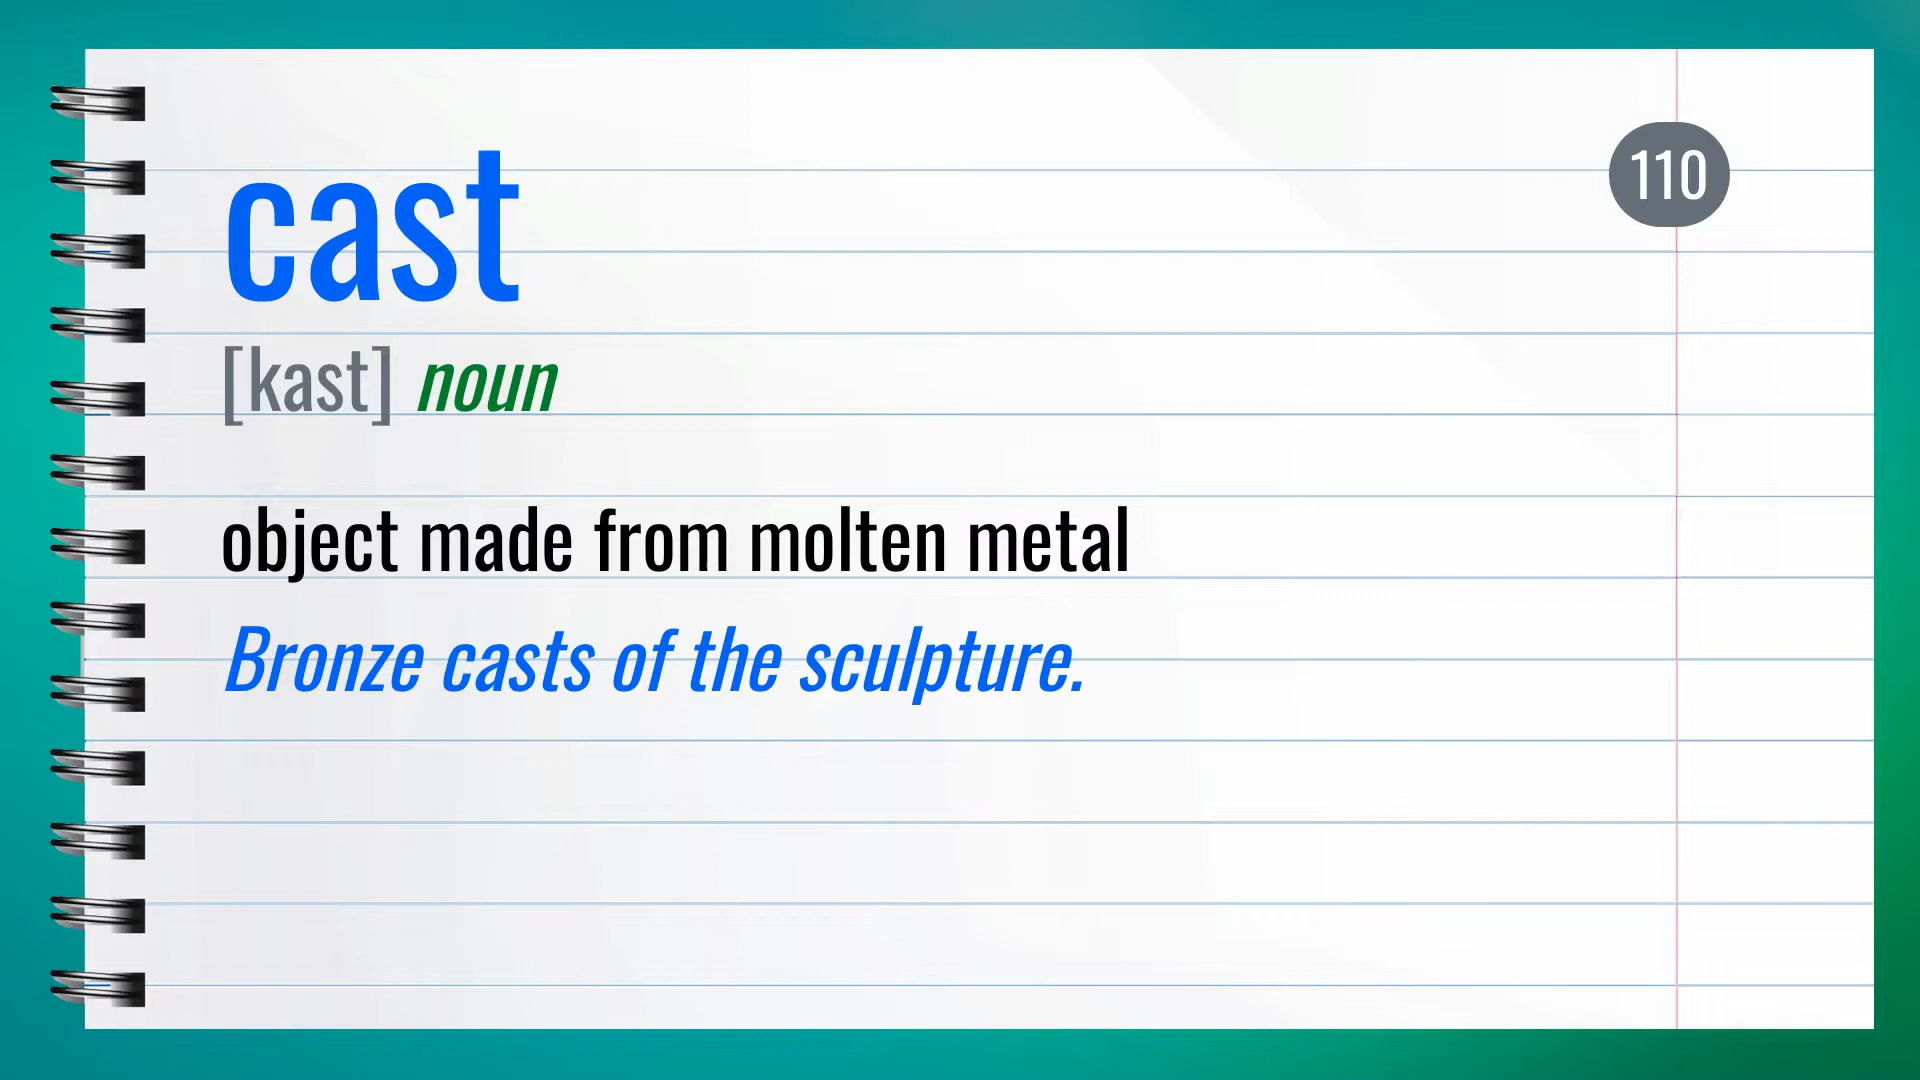 cast
110
[kast] noun
object made from molten metal
Bronze casts of the sculpture.